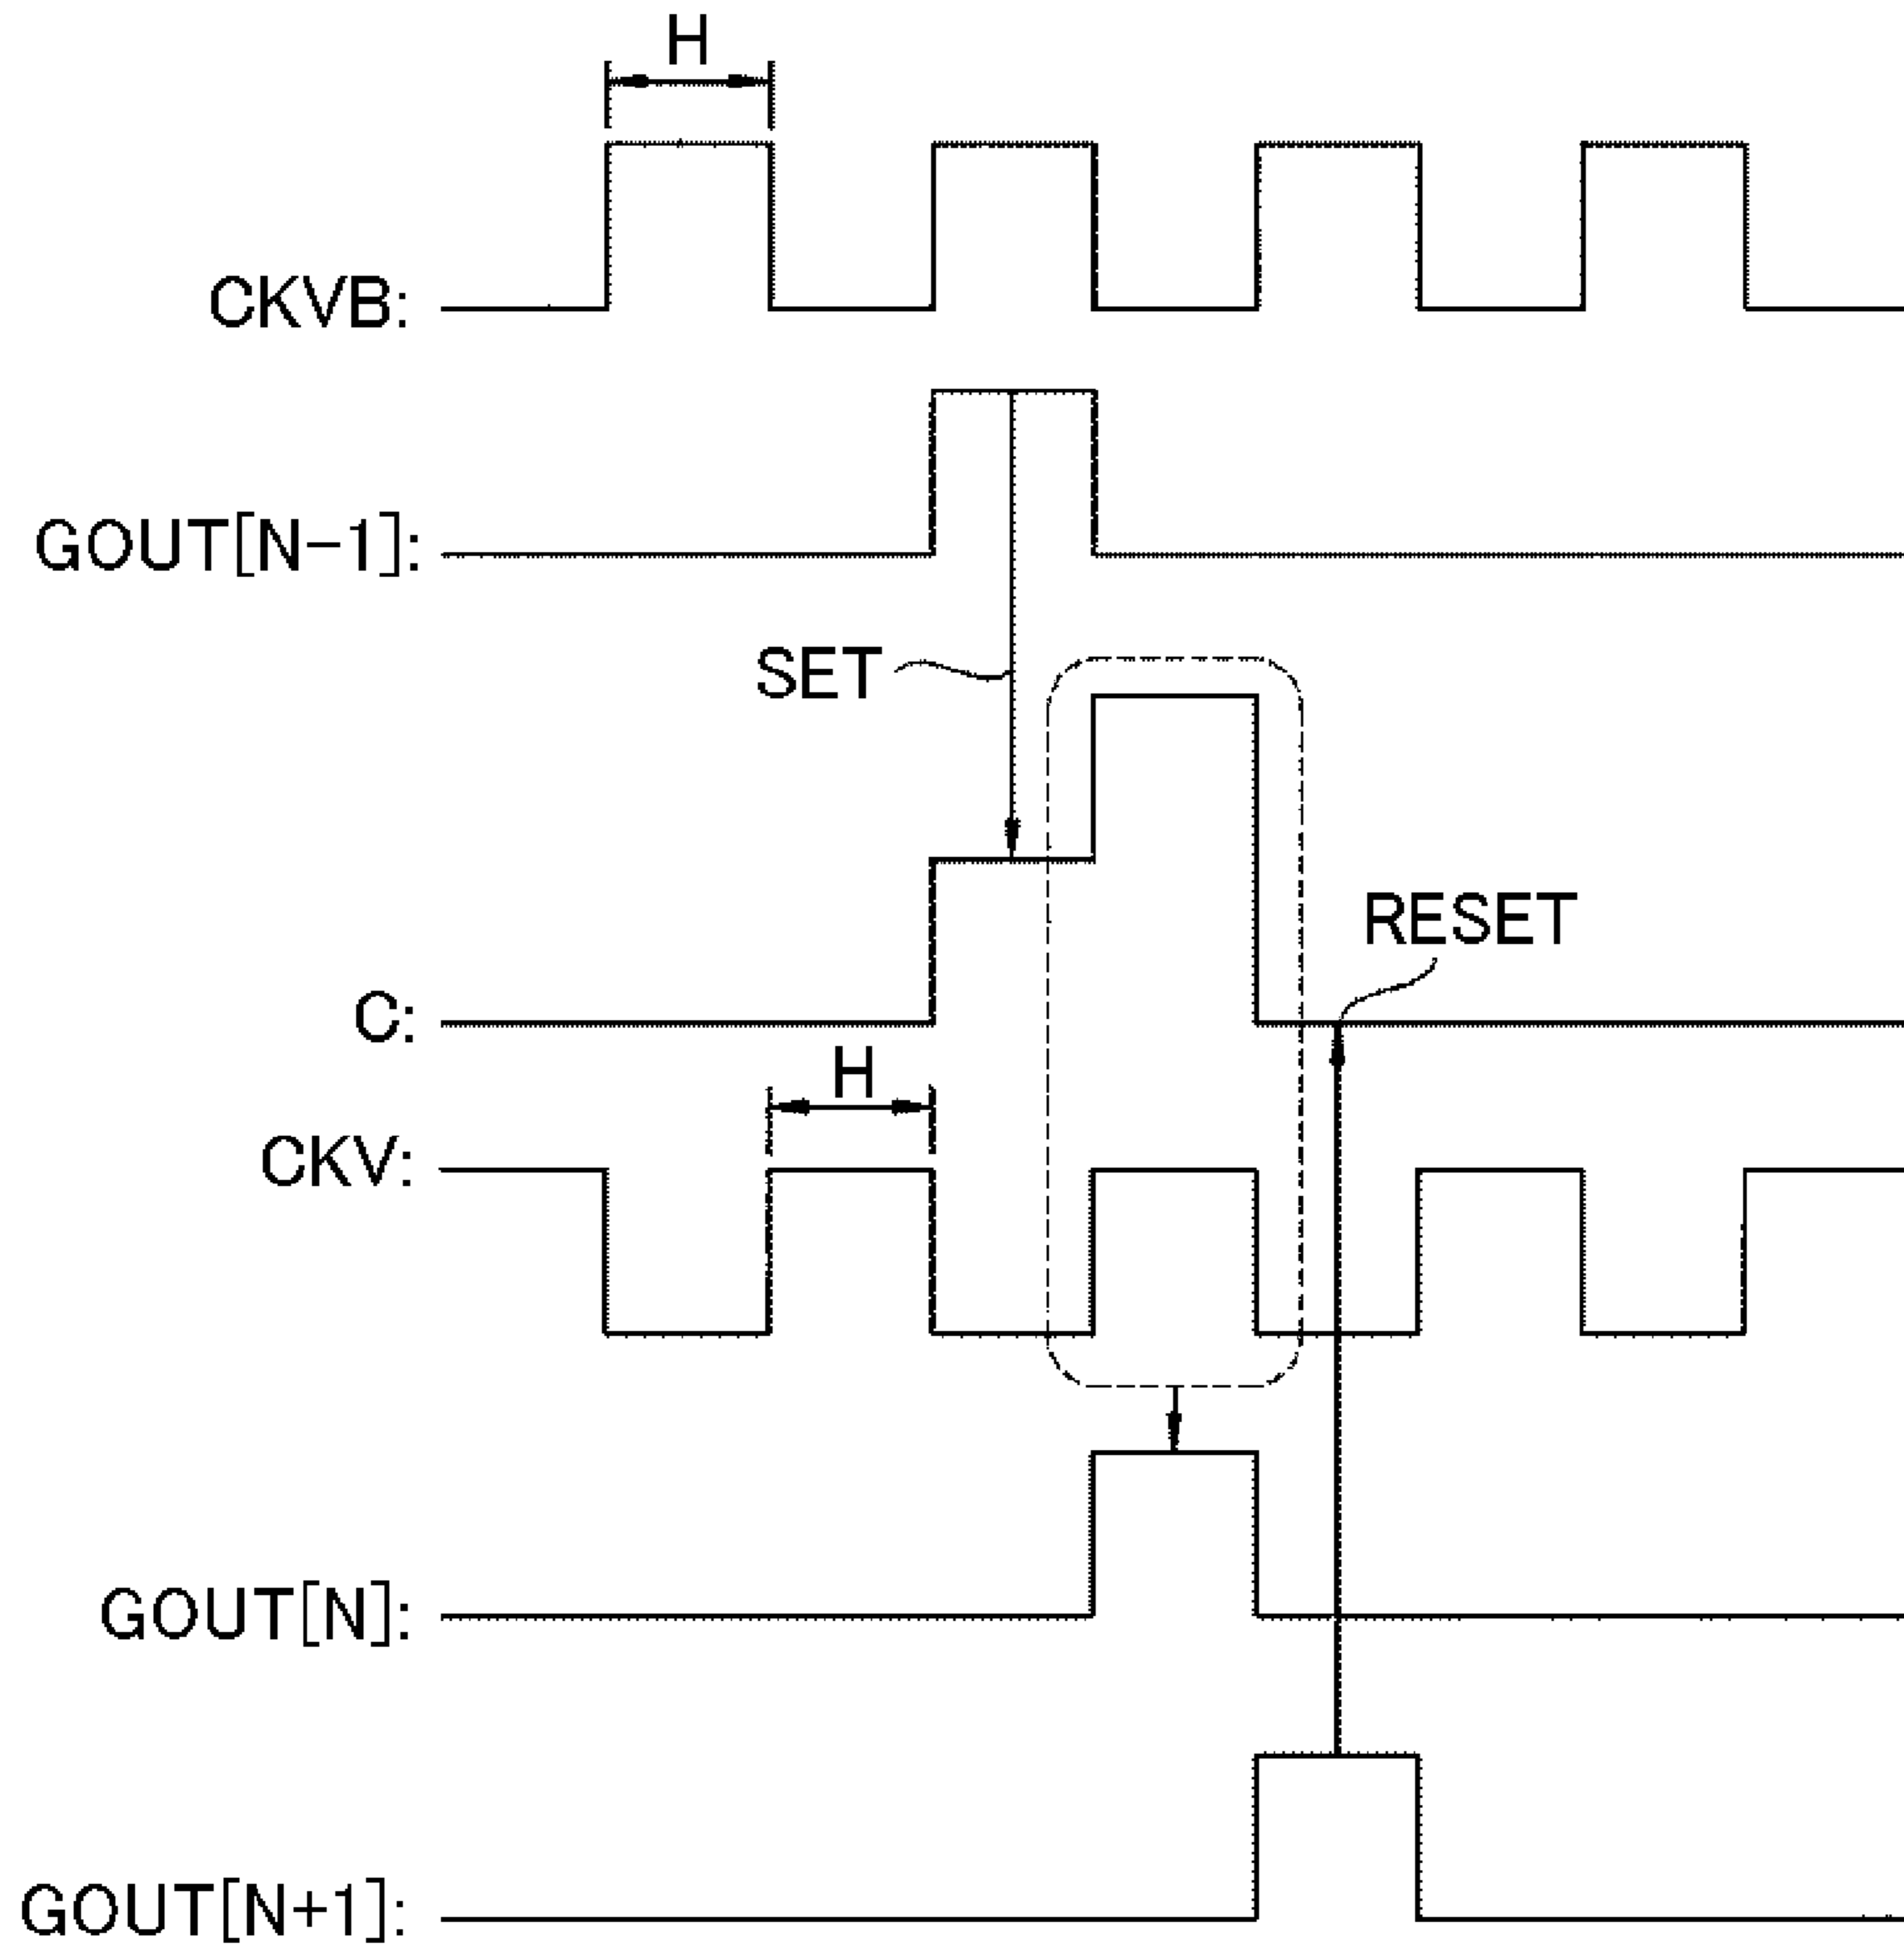 H
CKVB:
GOUT[N-1]:
SET
RESET
C:
H
CKV:
GOUT[N]:
GOUT[N+1]: